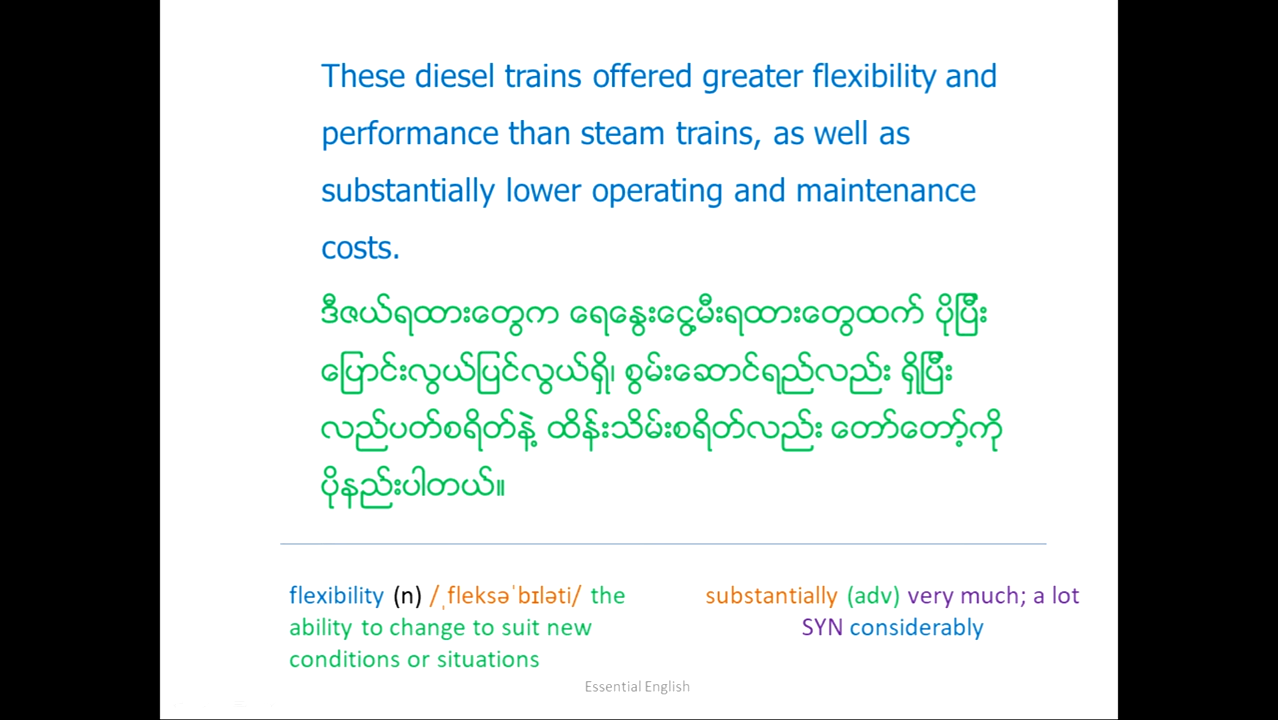 These diesel trains offered greater flexibility and
performance than steam trains, as well as
substantially lower operating and maintenance
costs.
ဒီဇယ်ရထားတွေက ရေနွေးငွေ့မီးရထားတွေထက် ပိုပြီး
ပြောင်းလွယ်ပြင်လွယ်ရှိ၊ စွမ်းဆောင်ရည်လည်း ရှိပြီး
လည်ပတ်စရိတ်နဲ့ ထိန်းသိမ်းစရိတ်လည်း တော်တော့်ကို
ပိုနည်းပါတယ်။
flexibility (n) /ˌfleksəˈbɪləti/ the
ability to change to suit new
conditions or situations
substantially (adv) very much; a lot
SYN considerably
Essential English